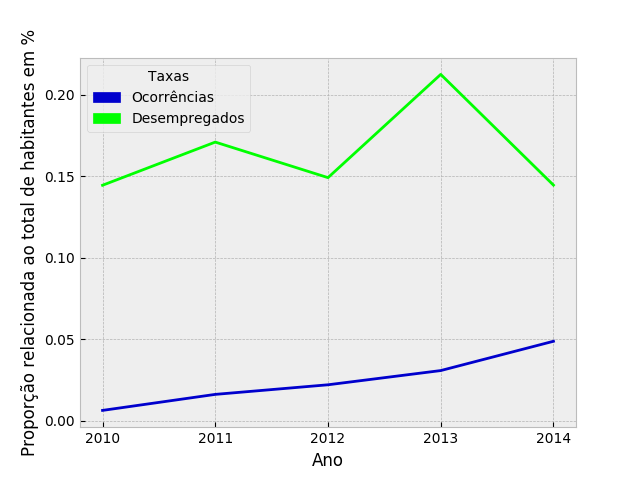 Proporção relacionada ao total de habitantes em %
Taxas
Ocorrências
Desempregados
0.20
0.15
0.10
0.05
0.00
2010 2011 2012 2013 2014
Ano